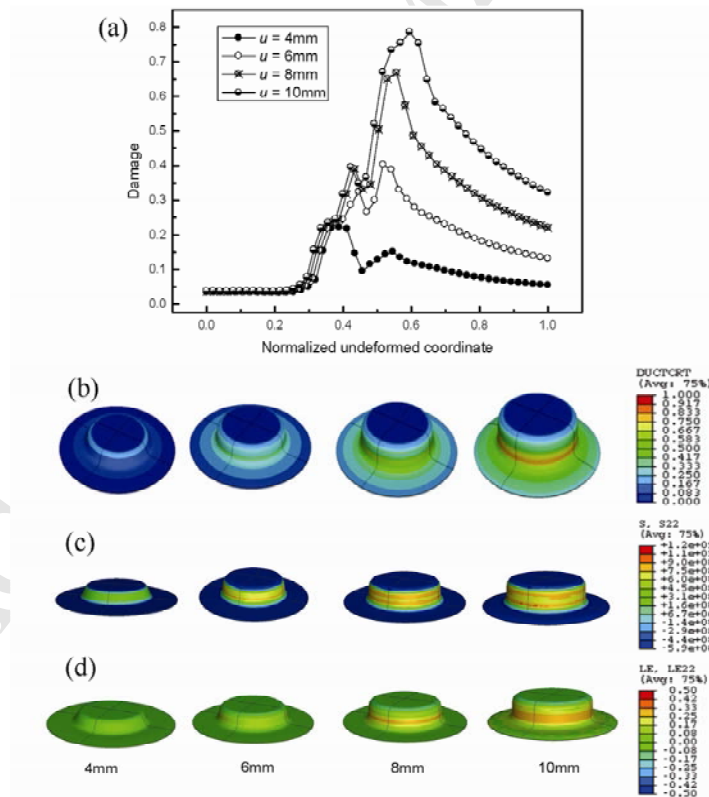 (a)
u = 4mm
u = 6mm
u = 8mm
u = 10mm
Damage
0.8
0.7
0.6
0.5
0.4
0.3
0.2
0.1
0.0
0.0 0.2 0.4 0.6 0.8 1.0
Normalized undeformed coordinate
(b)
DUCTCRT
(Avg: 75%)
1.000
0.917
0.833
0.750
0.667
0.583
0.500
0.417
0.333
0.250
0.167
0.083
0.000
(c)
S, S22
(Avg: 75%)
(d)
LE, LE22
(Avg: 75%)
0.50
0.42
0.33
0.25
0.17
0.08
0.00
-0.08
-0.17
-0.25
-0.33
-0.42
-0.50
4mm 6mm 8mm 10mm